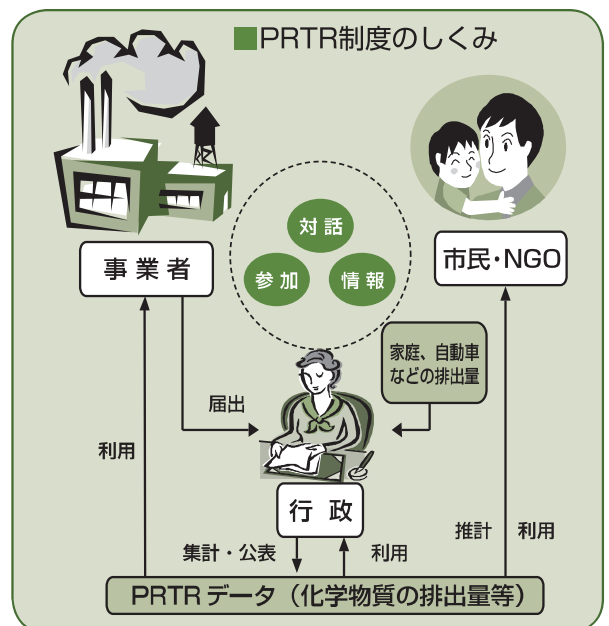 ■PRTR制度のしくみ
対話
参加
情報
事業者
市民・NGO
家庭、自動車
などの排出量
届出
利用
行政
集計・公表
利用
推計
利用
PRTRデータ（化学物質の排出量等）